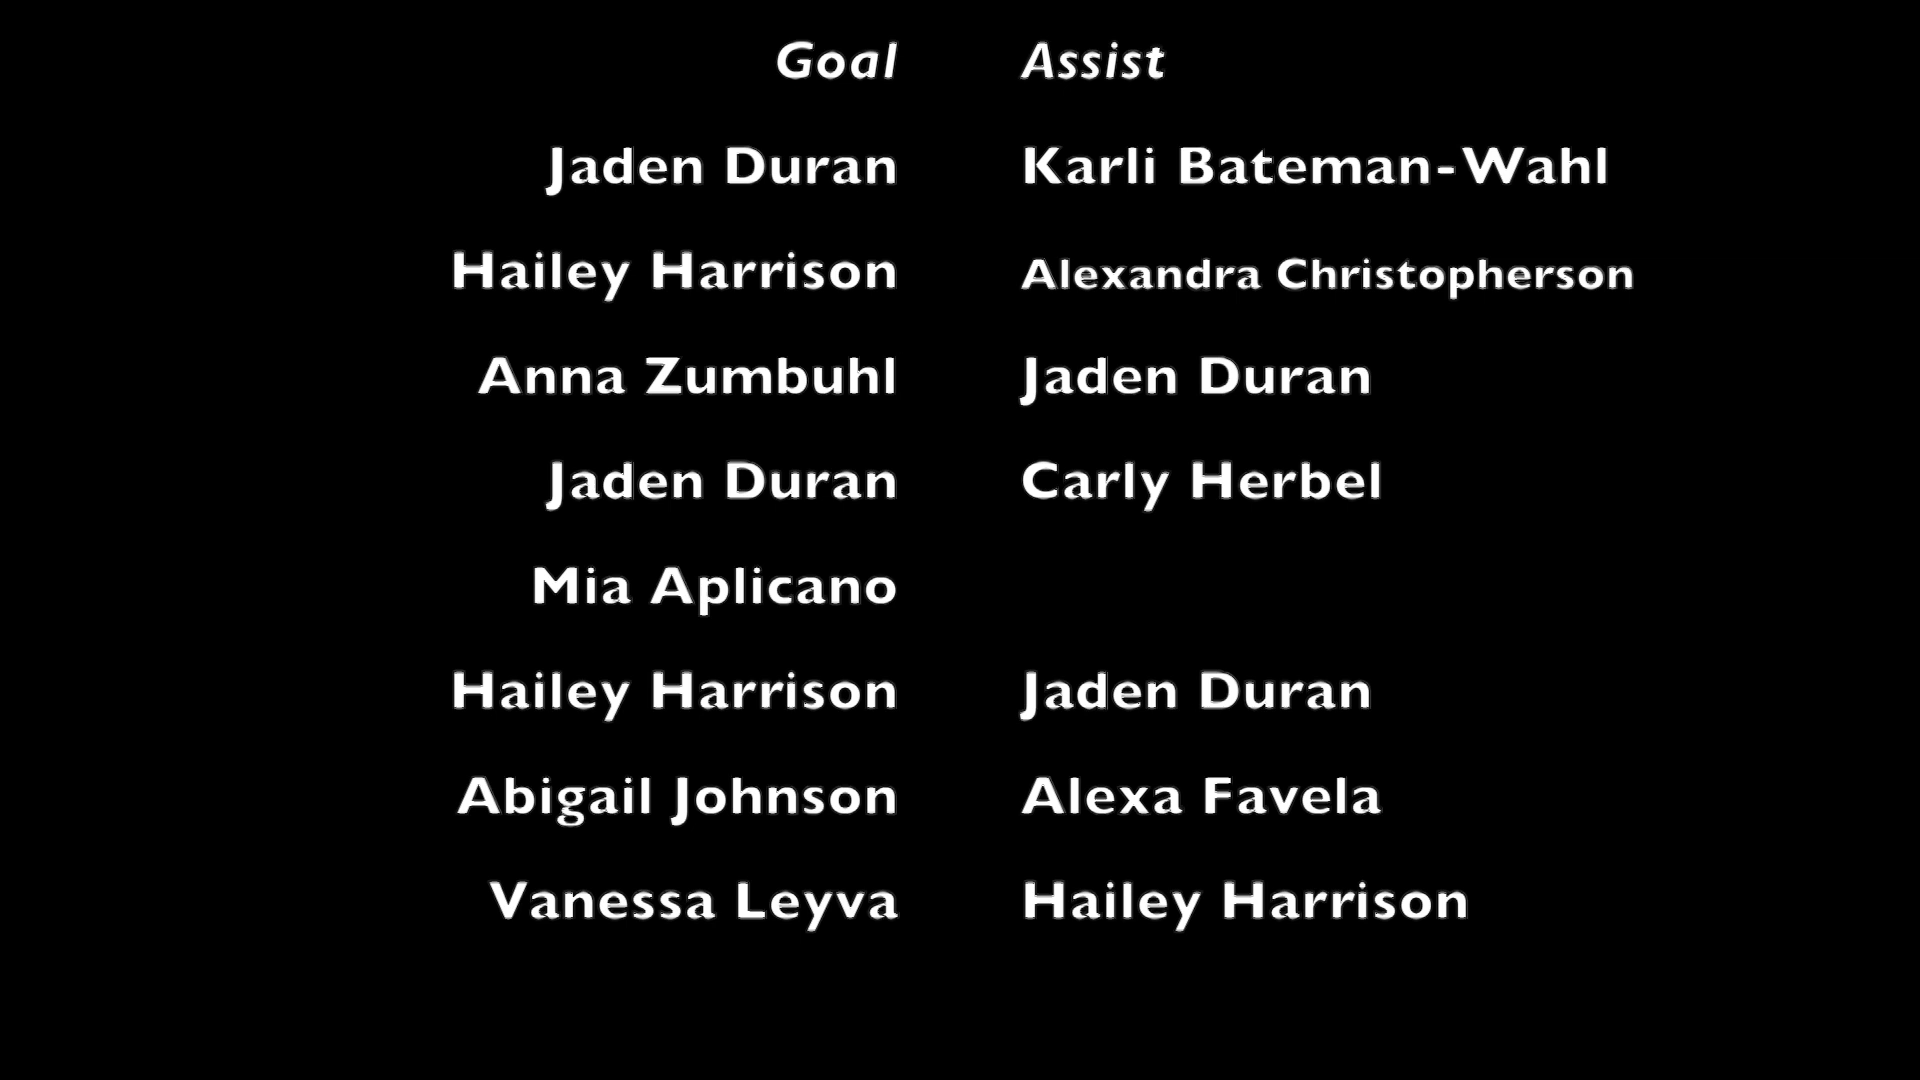 Goal Assist
Jaden Duran Karli Bateman-Wahl
Hailey Harrison Alexandra Christopherson
Anna Zumbuhl Jaden Duran
Jaden Duran Carly Herbel
Mia Aplicano
Hailey Harrison Jaden Duran
Abigail Johnson Alexa Favela
Vanessa Leyva Hailey Harrison